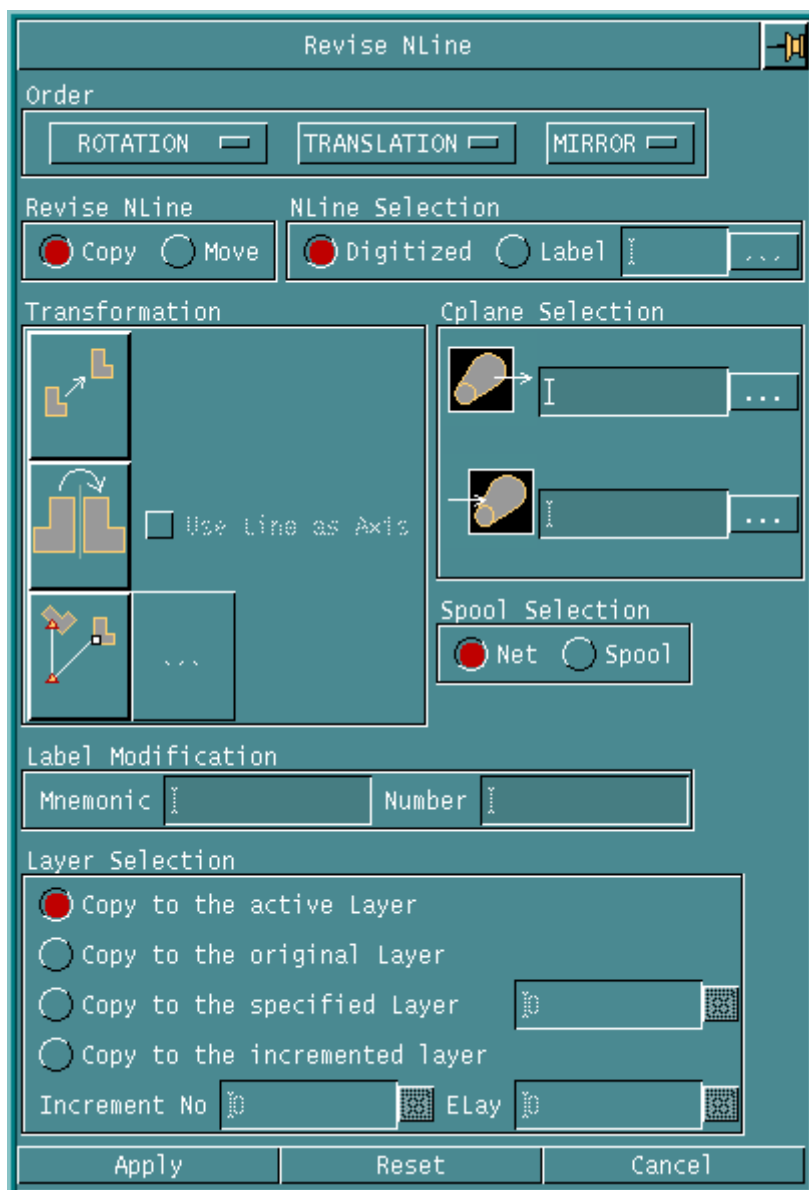 Revise NLine
Order
ROTATION TRANSLATION MIRROR
Revise NLine NLine Selection
Copy Move Digitized Label ...
Transformation Cplane Selection
...
Use Line as Axis
...
Spool Selection
Net Spool
...
Label Modification
Mnemonic Number
Layer Selection
Copy to the active Layer
Copy to the original Layer
Copy to the specified Layer 0
Copy to the incremented layer
Increment No 0 ELay 0
Apply Reset Cancel